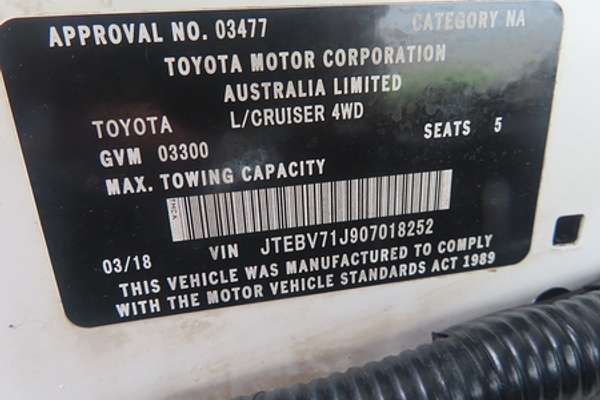 APPROVAL NO. 03477 CATEGORY NA
TOYOTA MOTOR CORPORATION
AUSTRALIA LIMITED
TOYOTA L/CRUISER 4WD
GVM 03300 SEATS 5
MAX. TOWING CAPACITY
THCA
03/18 VIN JTEBV71J907018252
THIS VEHICLE WAS MANUFACTURED TO COMPLY
WITH THE MOTOR VEHICLE STANDARDS ACT 1989